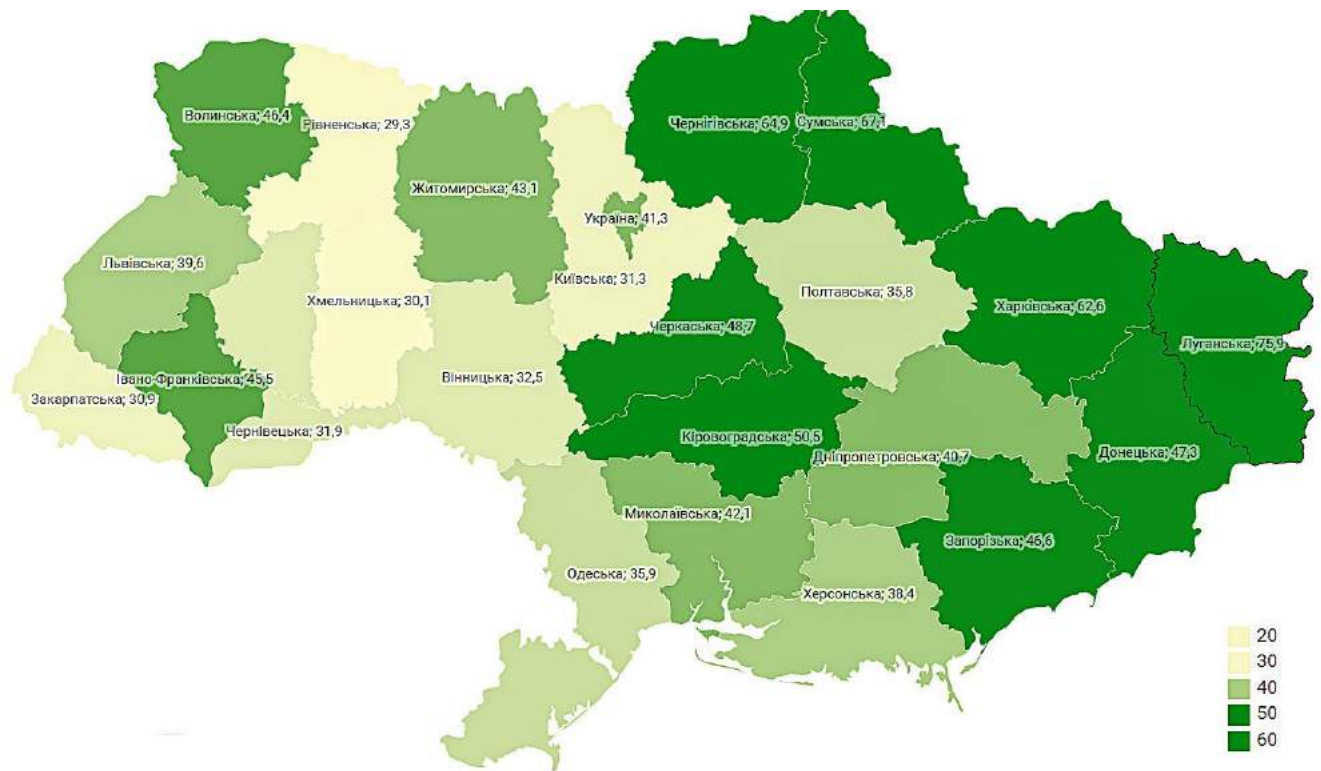 Волинська; 46,4
Рівненська; 29,3
Чернігівська; 64,9
Сумська; 67,1
Житомирська; 43,1
Україна; 41,3
Львівська; 39,6
Хмельницька; 30,1
Київська; 31,3
Полтавська; 35,8
Харківська; 62,6
Черкаська; 48,7
Луганська; 75,9
Івано-Франківська; 45,5
Вінницька; 32,5
Закарпатська; 30,9
Чернівецька; 31,9
Кіровоградська; 50,5
Дніпропетровська; 40,7
Донецька; 47,3
Миколаївська; 42,1
Запорізька; 46,6
Одеська; 35,9
Херсонська; 38,4
20
30
40
50
60